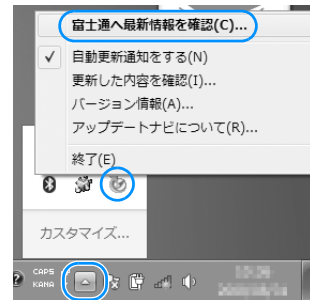 富士通へ最新情報を確認(C)...
自動更新通知をする(N)
更新した内容を確認(I)...
バージョン情報(A)...
アップデートナビについて(R)...
終了(E)
カスタマイズ...
CAPS
KANA